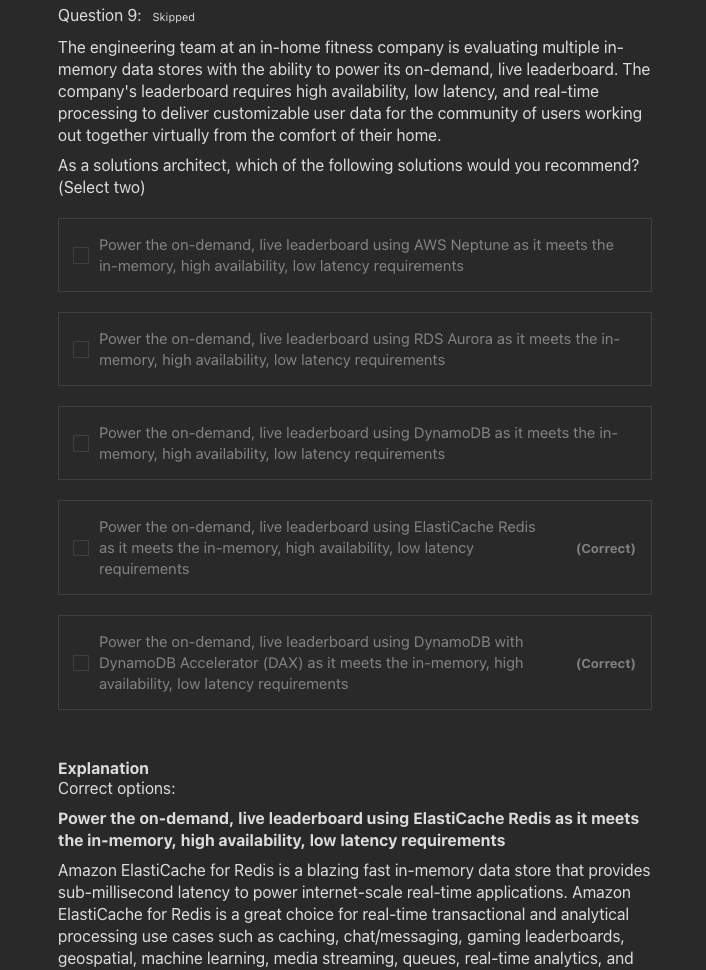 Question 9: Skipped
The engineering team at an in-home fitness company is evaluating multiple in-
memory data stores with the ability to power its on-demand, live leaderboard. The
company's leaderboard requires high availability, low latency, and real-time
processing to deliver customizable user data for the community of users working
out together virtually from the comfort of their home.
As a solutions architect, which of the following solutions would you recommend?
(Select two)
Power the on-demand, live leaderboard using AWS Neptune as it meets the
in-memory, high availability, low latency requirements
Power the on-demand, live leaderboard using RDS Aurora as it meets the in-
memory, high availability, low latency requirements
Power the on-demand, live leaderboard using DynamoDB as it meets the in-
memory, high availability, low latency requirements
Power the on-demand, live leaderboard using ElastiCache Redis
as it meets the in-memory, high availability, low latency (Correct)
requirements
Power the on-demand, live leaderboard using DynamoDB with
DynamoDB Accelerator (DAX) as it meets the in-memory, high (Correct)
availability, low latency requirements
Explanation
Correct options:
Power the on-demand, live leaderboard using ElastiCache Redis as it meets
the in-memory, high availability, low latency requirements
Amazon ElastiCache for Redis is a blazing fast in-memory data store that provides
sub-millisecond latency to power internet-scale real-time applications. Amazon
ElastiCache for Redis is a great choice for real-time transactional and analytical
processing use cases such as caching, chat/messaging, gaming leaderboards,
geospatial, machine learning, media streaming, queues, real-time analytics, and